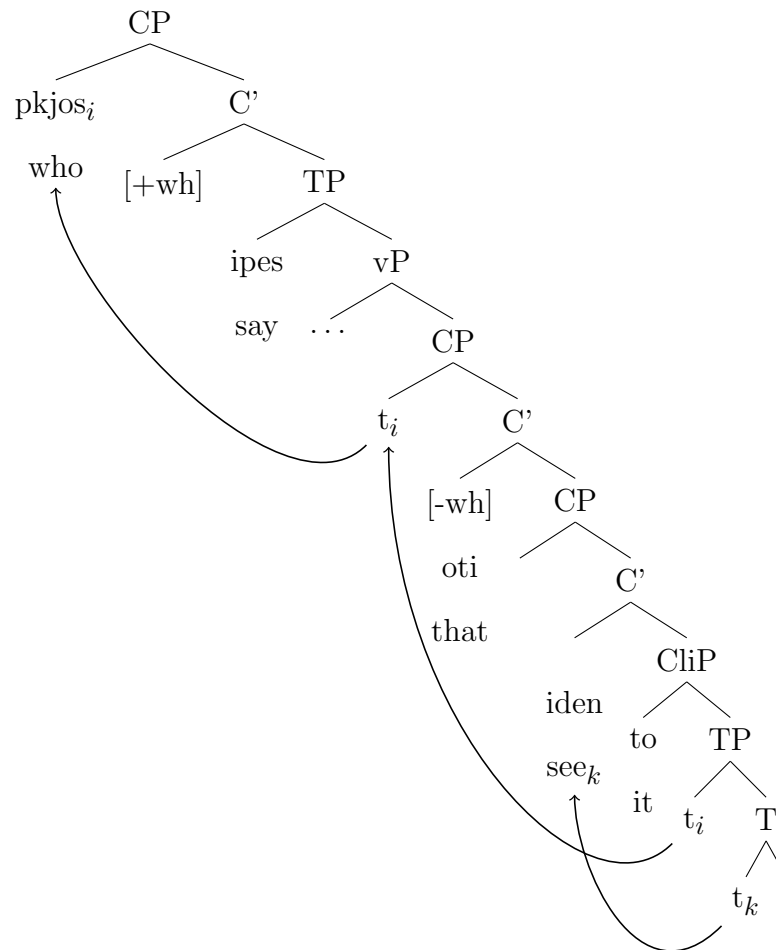 CP
pkjos_i C'
who [+wh] TP
ipes vP
say ... CP
t_i C'
[-wh] CP
oti C'
that CliP
iden to TP
see_k it t_i T
t_k